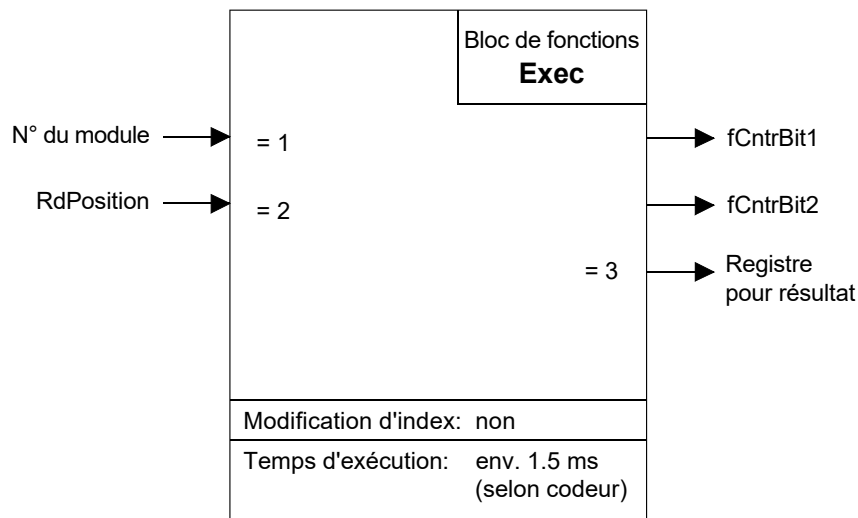 Bloc de fonctions
Exec
N° du module
= 1
fCntrBit1
RdPosition
= 2
fCntrBit2
= 3
Registre
pour résultat
Modification d'index: non
Temps d'exécution: env. 1.5 ms
(selon codeur)